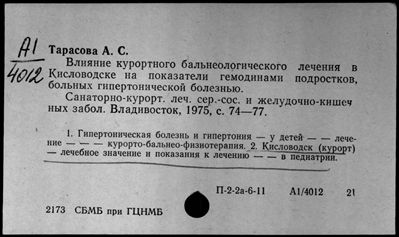 А1
4012
Тарасова А. С.
Влияние курортного бальнеологического лечения в
Кисловодске на показатели гемодинами подростков,
больных гипертонической болезнью.
Санаторно-курорт. леч. сер.-сос. и желудочно-кишеч
ных забол. Владивосток, 1975, с. 74—77.
1. Гипертоническая болезнь и гипертония — у детей — — лече-
ние — — — курорто-бальнео-физиотерапия. 2. Кисловодск (курорт)
— лечебное значение и показания к лечению — — в педиатрии.
П-2-2а-6-11 А1/4012 21
2173 СБМБ при ГЦНМБ